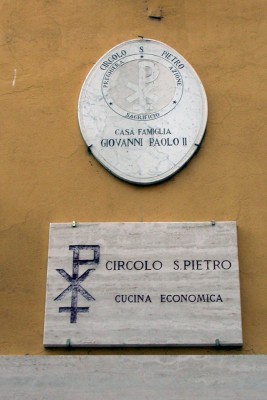 CIRCOLO S. PIETRO
PREGHIERA AZIONE
SACRIFICIO
CASA FAMIGLIA
GIOVANNI PAOLO II
CIRCOLO S. PIETRO
CUCINA ECONOMICA